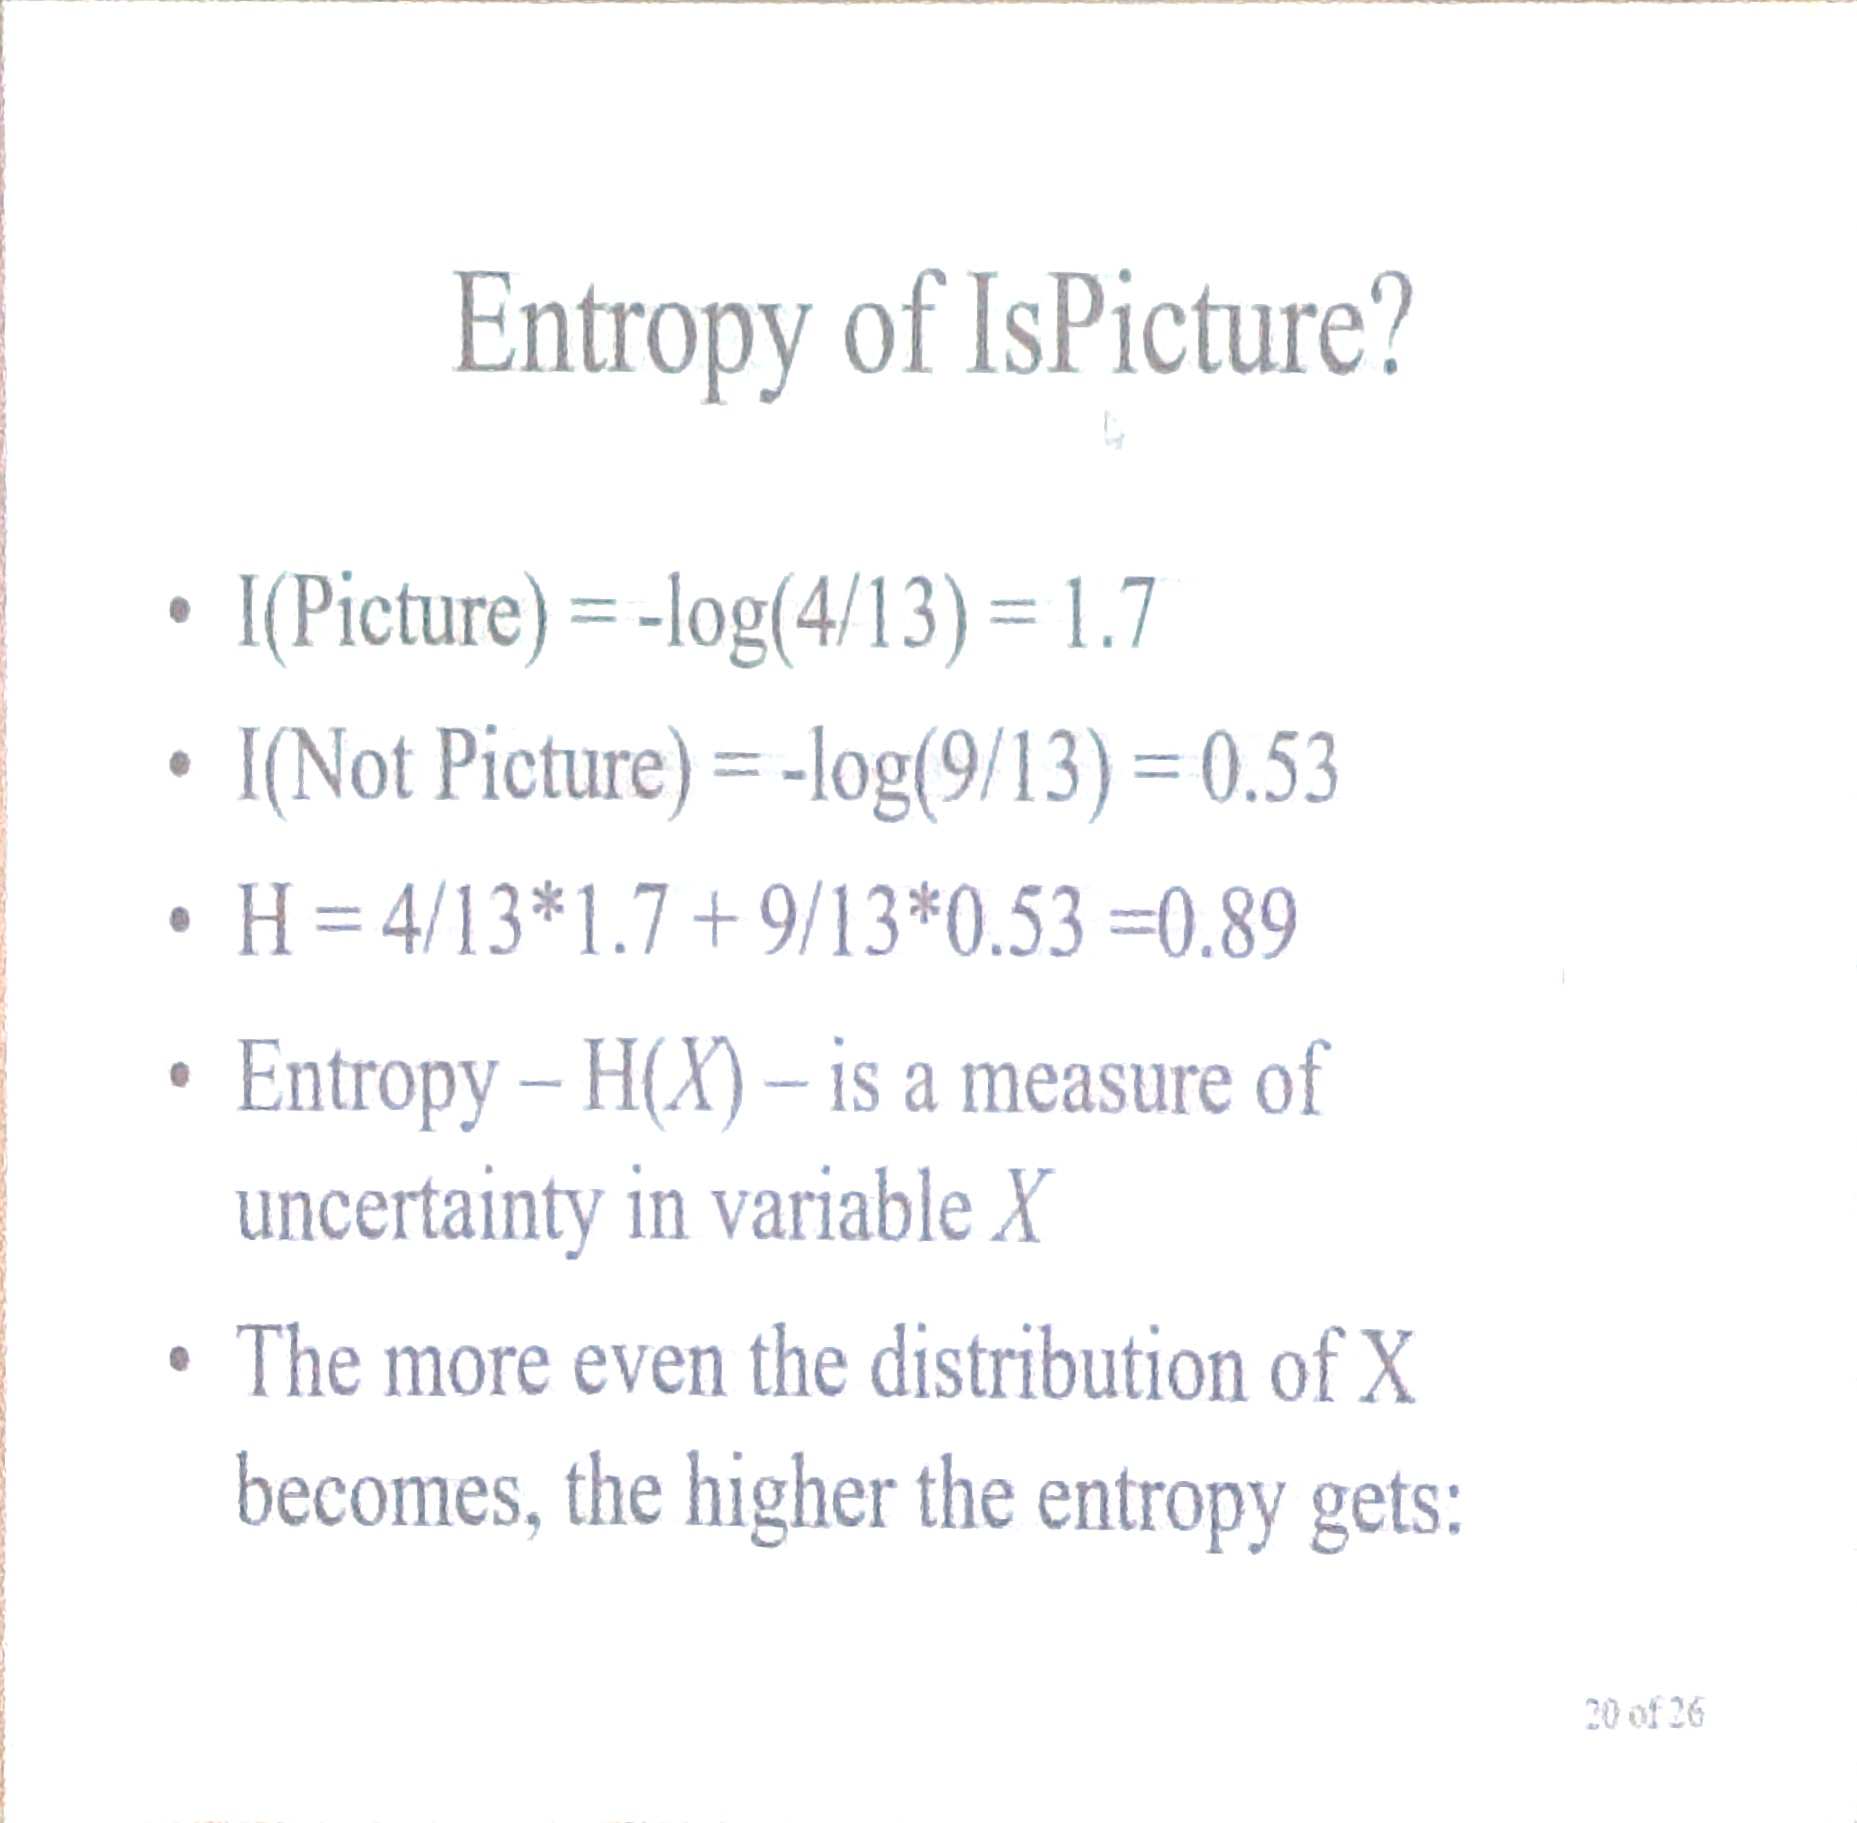 Entropy of IsPicture?
• I(Picture) = -log(4/13) = 1.7
• I(Not Picture) = -log(9/13) = 0.53
• H = 4/13*1.7 + 9/13*0.53 =0.89
• Entropy – H(X) – is a measure of
uncertainty in variable X
• The more even the distribution of X
becomes, the higher the entropy gets:
20 of 26